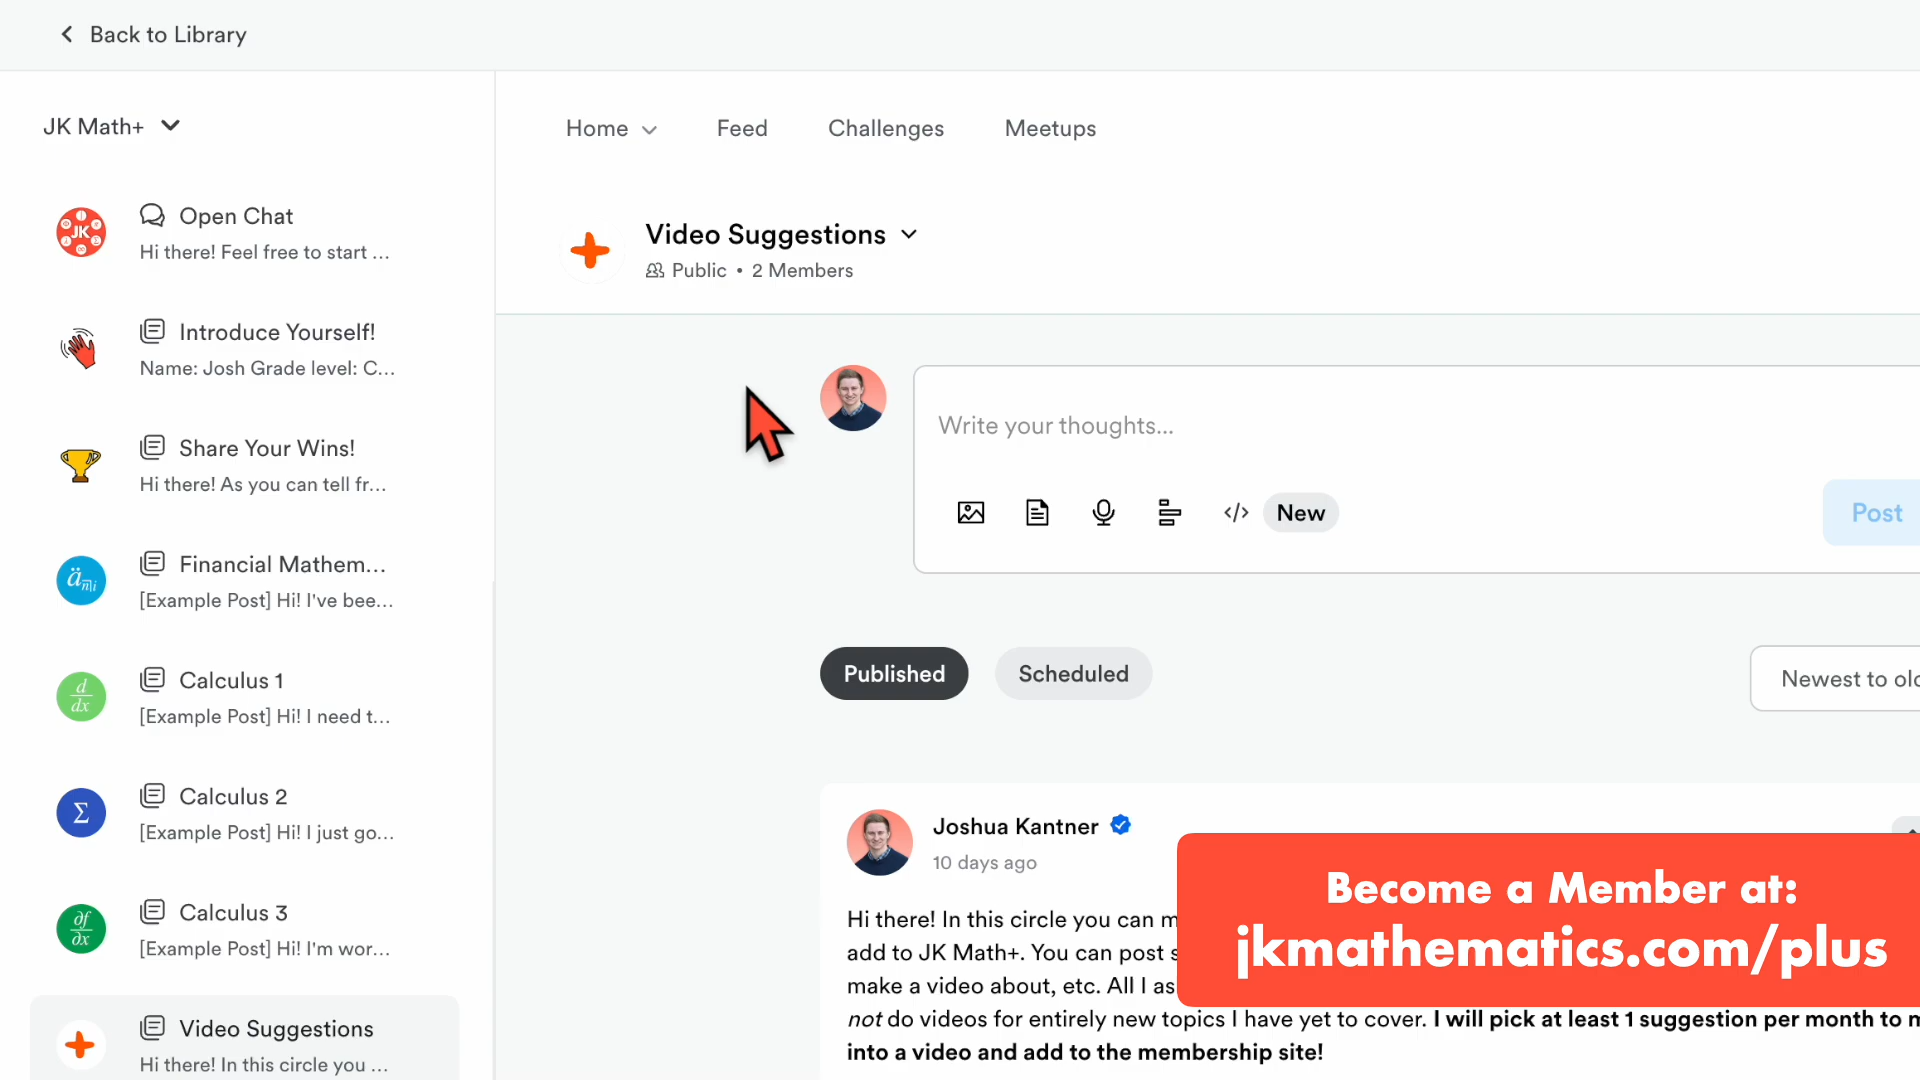 Back to Library
JK Math+
Open Chat
Hi there! Feel free to start ...
Introduce Yourself!
Name: Josh Grade level: C...
Share Your Wins!
Hi there! As you can tell fr...
Financial Mathem...
[Example Post] Hi! I've bee...
Calculus 1
[Example Post] Hi! I need t...
Calculus 2
[Example Post] Hi! I just go...
Calculus 3
[Example Post] Hi! I'm wor...
Video Suggestions
Hi there! In this circle you ...
Home
Feed
Challenges
Meetups
Video Suggestions
Public • 2 Members
Write your thoughts...
New
Post
Published
Scheduled
Newest to
Joshua Kantner
10 days ago
Hi there! In this circle you can
add to JK Math+. You can post
make a video about, etc. All I
not do videos for entirely new topics I have yet to cover. I will pick at least 1 suggestion per month to
into a video and add to the membership site!
Become a Member at:
jkmathematics.com/plus
JK
ä n|i
d
dx
Σ
∂f
∂x